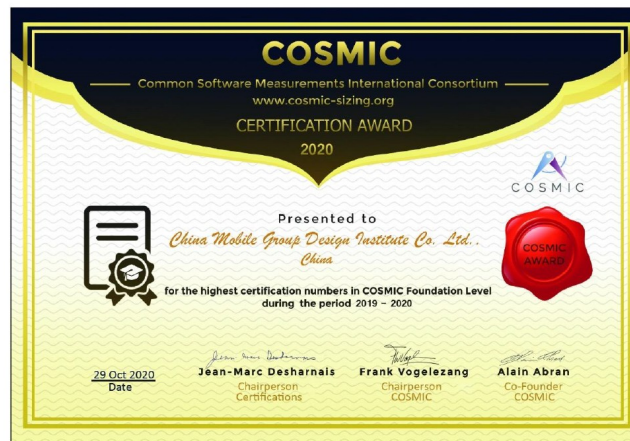 COSMIC
Common Software Measurements International Consortium
www.cosmic-sizing.org
CERTIFICATION AWARD
2020
COSMIC
Presented to
China Mobile Group Design Institute Co. Ltd.,
China
COSMIC
AWARD
for the highest certification numbers in COSMIC Foundation Level
during the period 2019 – 2020
Jean-Marc Desharnais
Frank Vogelezang
Alain Abran
29 Oct 2020
Date
Chairperson
Certifications
Chairperson
COSMIC
Co-Founder
COSMIC